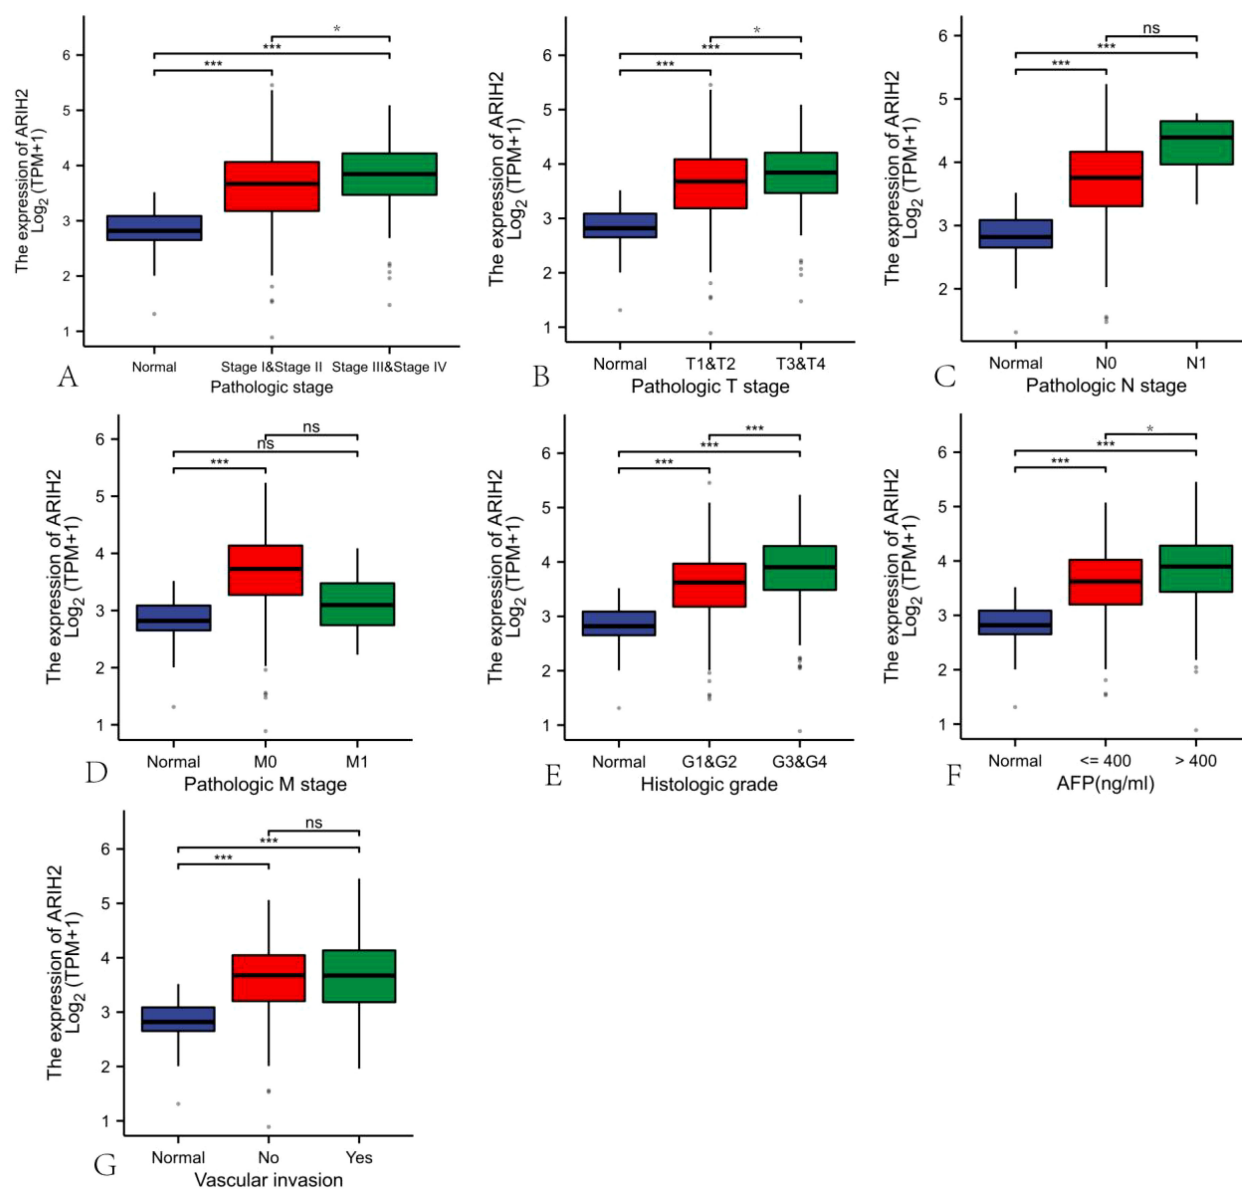 The expression of ARIH2
Log2 (TPM+1)
6
5
4
3
2
1
***
***
*
Normal
Stage I&Stage II
Stage III&Stage IV
Pathologic stage
A
The expression of ARIH2
Log2 (TPM+1)
6
5
4
3
2
1
***
***
*
Normal
T1&T2
T3&T4
Pathologic T stage
B
The expression of ARIH2
Log2 (TPM+1)
6
5
4
3
2
***
***
ns
Normal
N0
N1
Pathologic N stage
C
The expression of ARIH2
Log2 (TPM+1)
6
5
4
3
2
1
***
ns
ns
Normal
M0
M1
Pathologic M stage
D
The expression of ARIH2
Log2 (TPM+1)
6
5
4
3
2
1
***
***
***
Normal
G1&G2
G3&G4
Histologic grade
E
The expression of ARIH2
Log2 (TPM+1)
6
5
4
3
2
1
***
***
*
Normal
<= 400
> 400
AFP(ng/ml)
F
The expression of ARIH2
Log2 (TPM+1)
6
5
4
3
2
1
***
***
ns
Normal
No
Yes
Vascular invasion
G